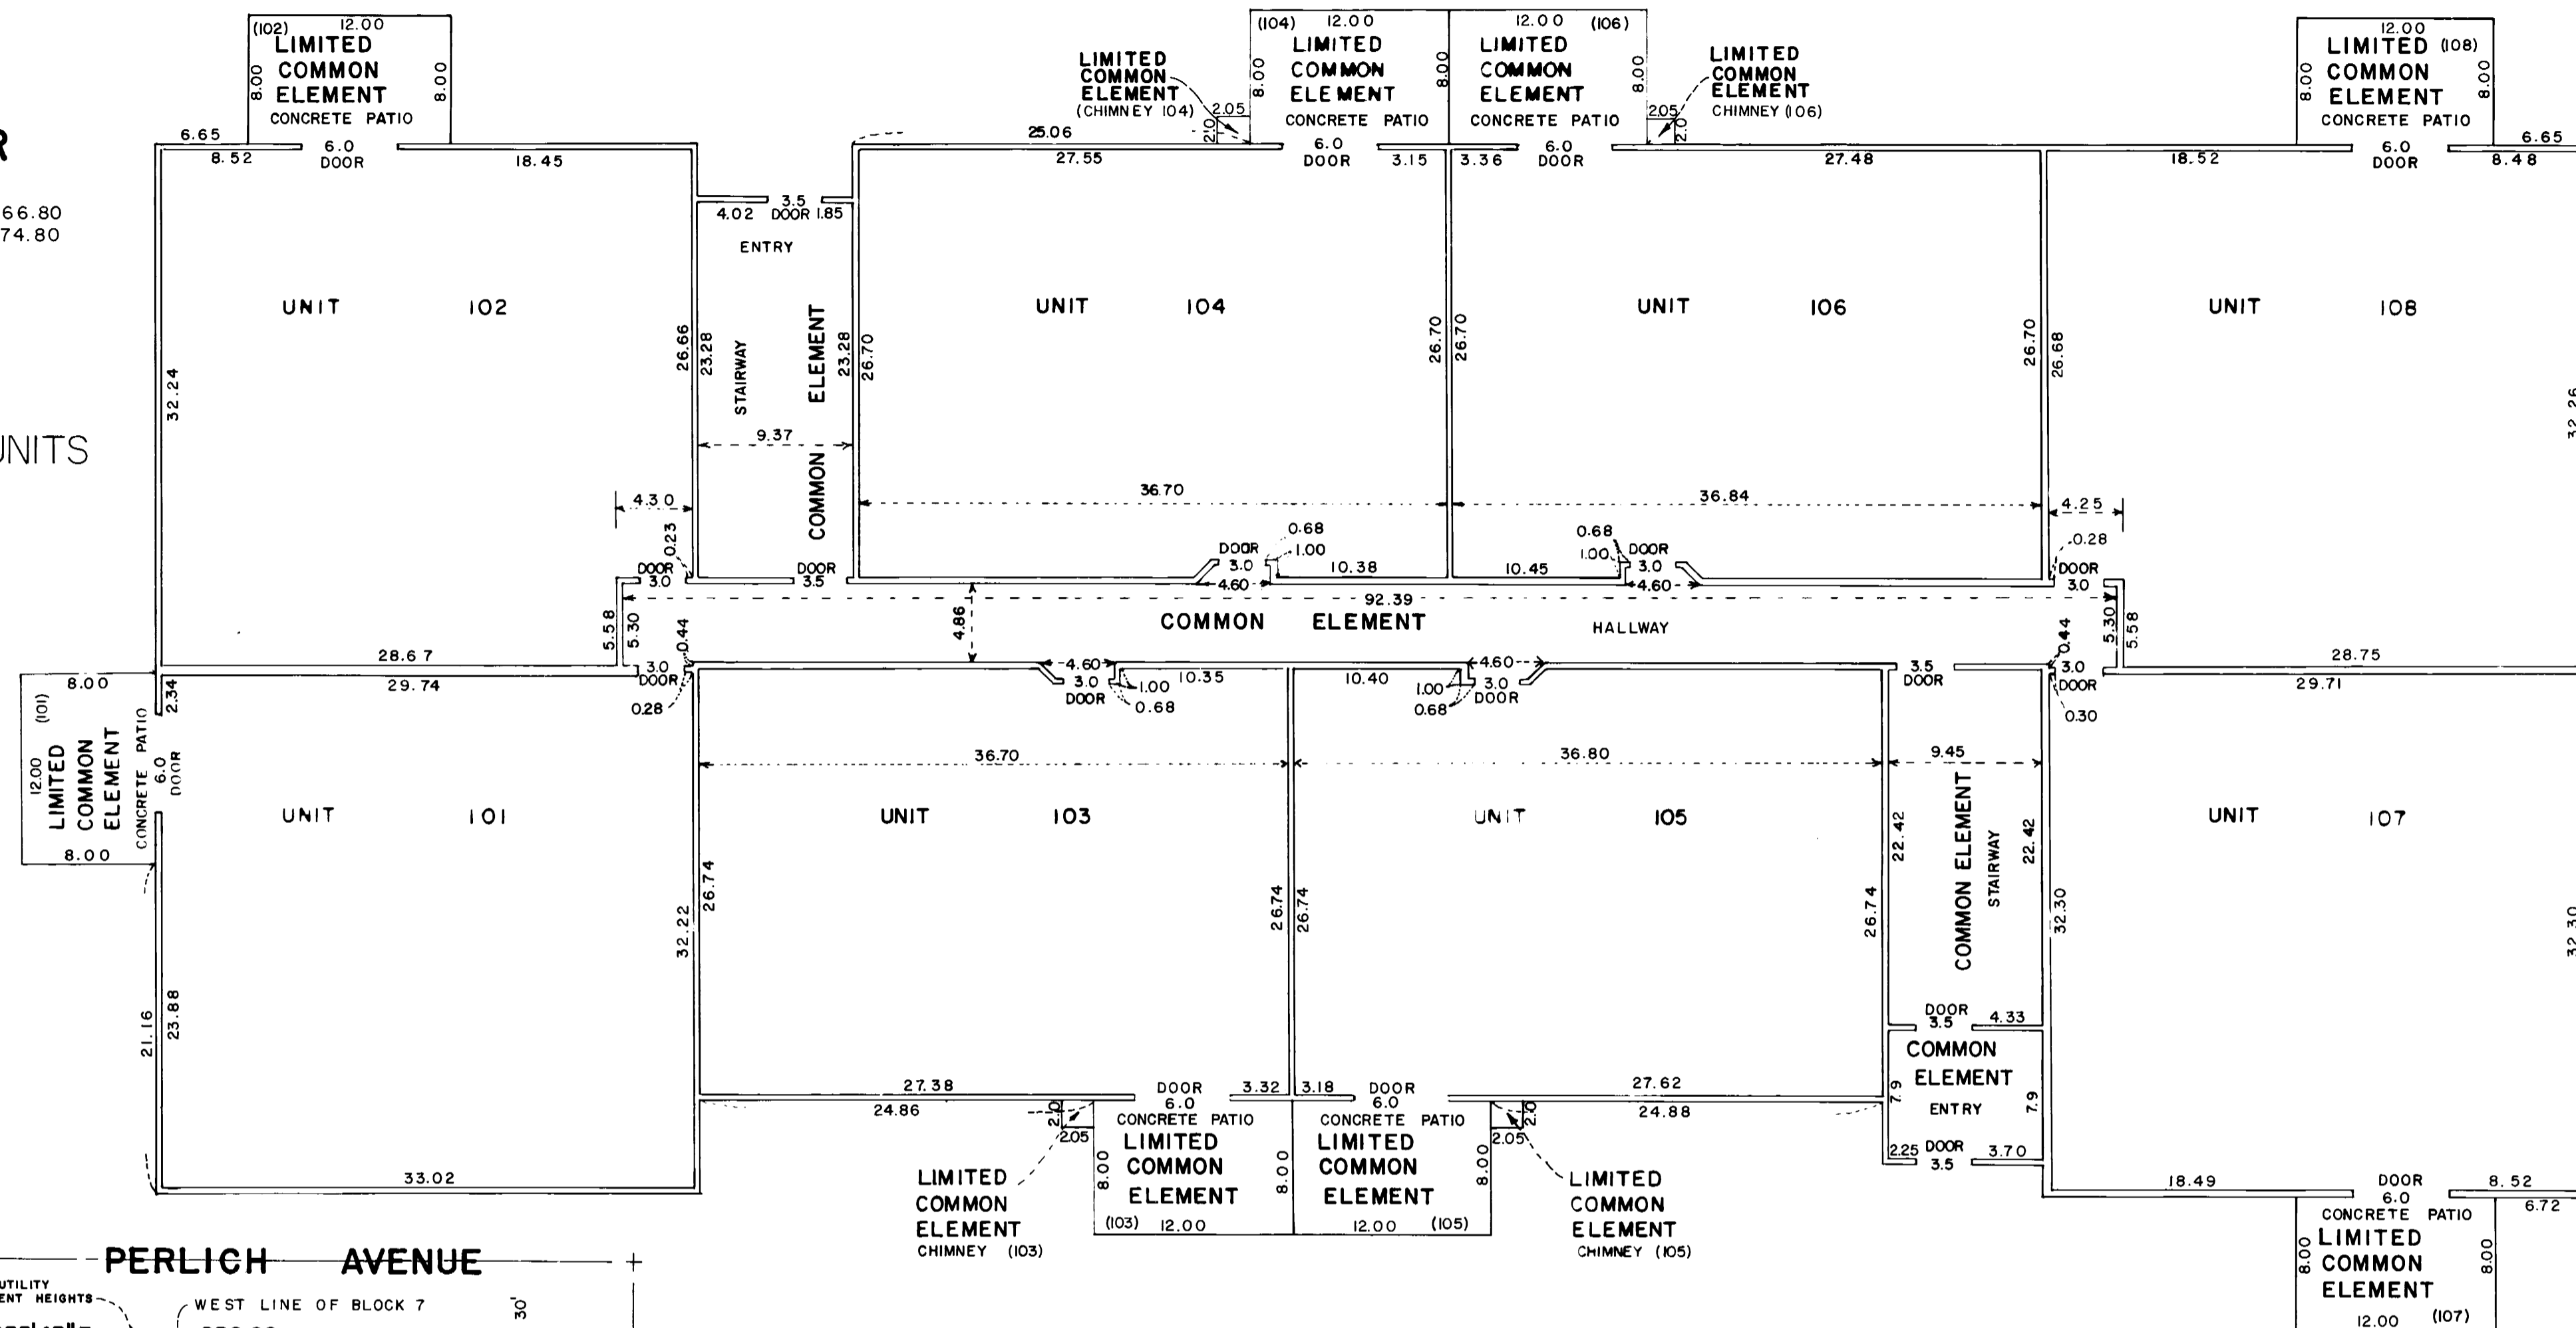 R
66.80
74.80
UNITS
(102) 12.00
LIMITED
COMMON
ELEMENT
CONCRETE PATIO
8.00
8.00
6.65
8.52
6.0
DOOR
18.45
UNIT 102
32.24
26.66
4.02
3.5
DOOR
1.85
ENTRY
23.28
STAIRWAY
COMMON ELEMENT
23.28
9.37
4.30
0.23
DOOR
3.0
DOOR
3.5
5.58
5.30
28.67
LIMITED
COMMON
ELEMENT
(CHIMNEY 104)
2.05
2.0
(104) 12.00
LIMITED
COMMON
ELEMENT
CONCRETE PATIO
8.00
8.00
25.06
27.55
6.0
DOOR
3.15
UNIT 104
26.70
26.70
36.70
DOOR
3.0
0.68
1.00
4.60
10.38
12.00 (106)
LIMITED
COMMON
ELEMENT
CONCRETE PATIO
8.00
LIMITED
COMMON
ELEMENT
CHIMNEY (106)
2.05
2.0
3.36
6.0
DOOR
27.48
UNIT 106
26.70
26.70
36.84
0.68
1.00
DOOR
3.0
10.45
4.60
12.00
LIMITED (108)
COMMON
ELEMENT
CONCRETE PATIO
8.00
8.00
18.52
6.0
DOOR
6.65
8.48
UNIT 108
26.68
32.26
4.25
0.28
DOOR
3.0
5.30
5.58
28.75
92.39
4.86
COMMON ELEMENT
HALLWAY
8.00
(101)
12.00
LIMITED
COMMON
ELEMENT
CONCRETE PATIO
8.00
2.34
6.0
DOOR
29.74
3.0
DOOR
0.44
0.28
UNIT 101
21.16
23.88
32.22
33.02
4.60
3.0
DOOR
1.00
0.68
10.35
36.70
UNIT 103
26.74
26.74
27.38
24.86
DOOR
6.0
3.32
2.0
2.05
CONCRETE PATIO
LIMITED
COMMON
ELEMENT
(103) 12.00
8.00
8.00
LIMITED
COMMON
ELEMENT
CHIMNEY (103)
10.40
4.60
3.0
DOOR
1.00
0.68
36.80
UNIT 105
26.74
26.74
3.18
DOOR
6.0
27.62
24.88
2.0
2.05
CONCRETE PATIO
LIMITED
COMMON
ELEMENT
12.00 (105)
8.00
LIMITED
COMMON
ELEMENT
CHIMNEY (105)
3.5
DOOR
9.45
22.42
COMMON ELEMENT
STAIRWAY
22.42
DOOR
3.5
4.33
COMMON
ELEMENT
ENTRY
7.9
7.9
2.25
DOOR
3.5
3.70
0.44
3.0
DOOR
0.30
29.71
UNIT 107
32.30
32.30
18.49
DOOR
6.0
8.52
6.72
CONCRETE PATIO
LIMITED
COMMON
ELEMENT
12.00 (107)
8.00
8.00
PERLICH AVENUE
UTILITY
HEIGHTS
WEST LINE OF BLOCK 7
30'